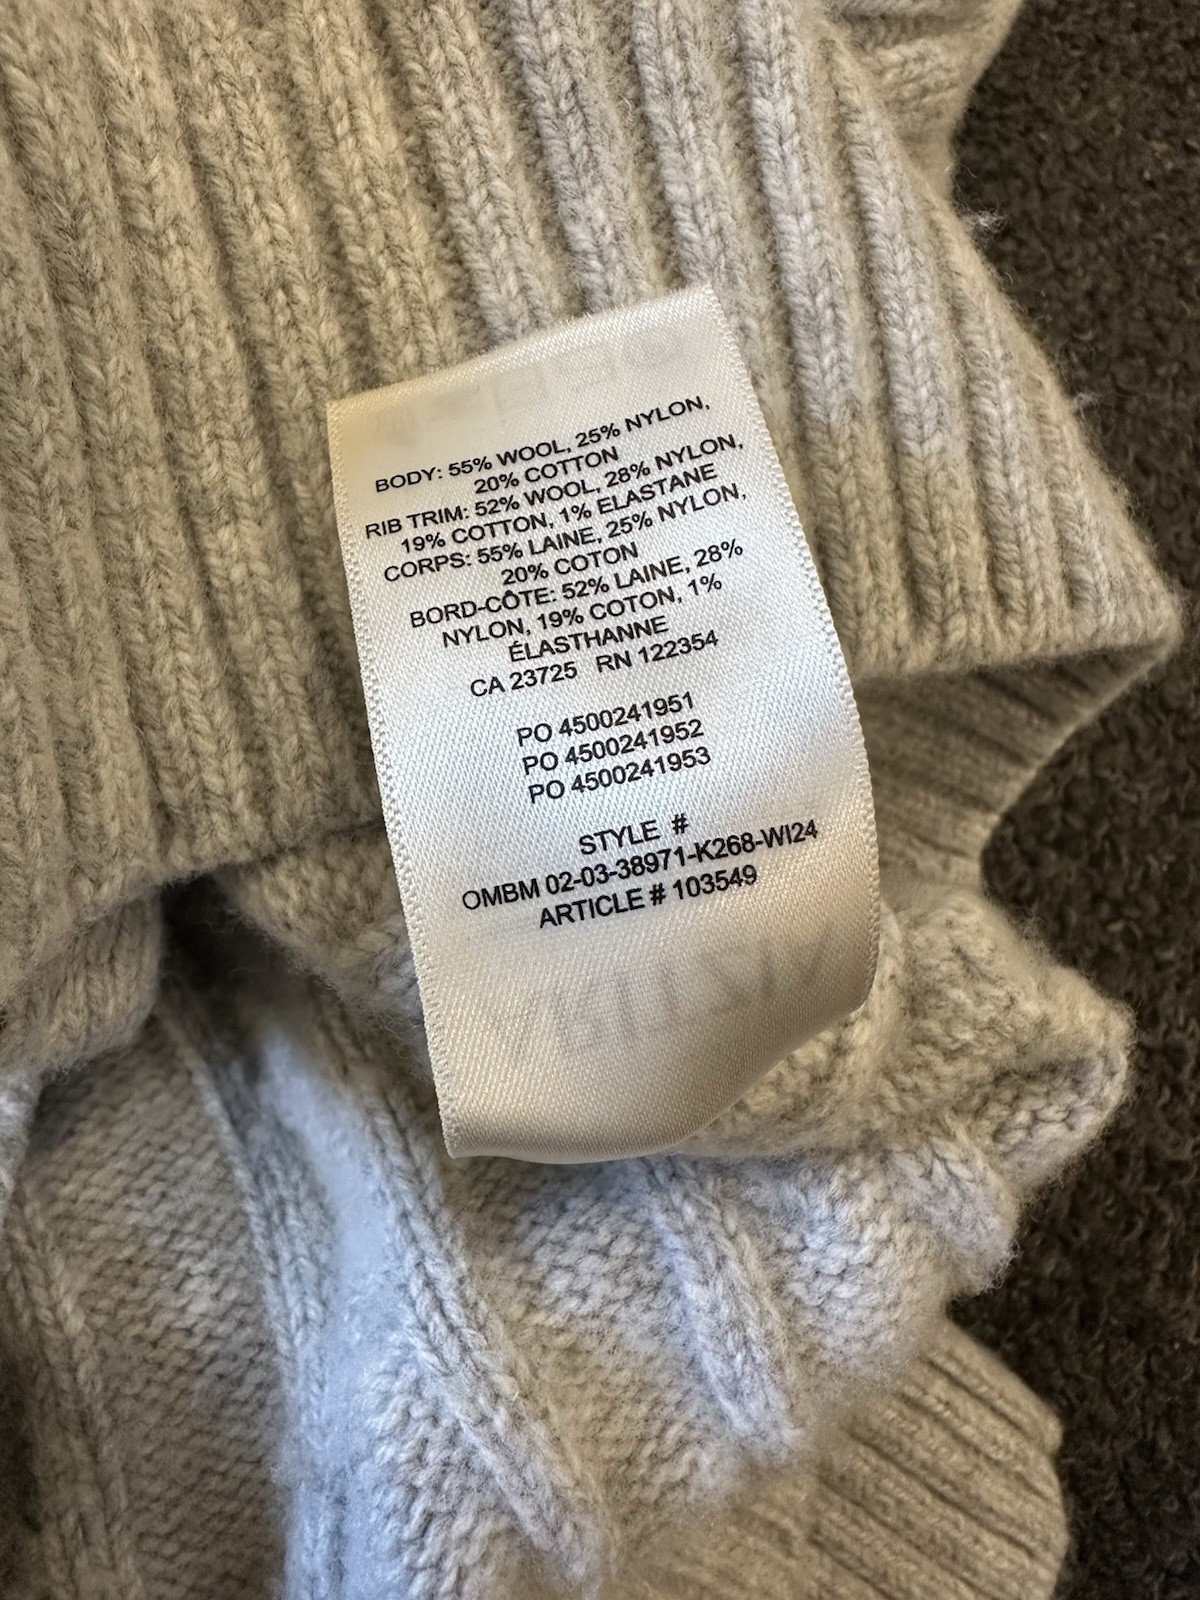 BODY: 55% WOOL, 25% NYLON,
20% COTTON
RIB TRIM: 52% WOOL, 28% NYLON,
19% COTTON, 1% ELASTANE
CORPS: 55% LAINE, 25% NYLON,
20% COTON
BORD-CÔTE: 52% LAINE, 28%
NYLON, 19% COTON, 1%
ÉLASTHANNE
CA 23725 RN 122354
PO 4500241951
PO 4500241952
PO 4500241953
STYLE #
OMBM 02-03-38971-K268-WI24
ARTICLE # 103549